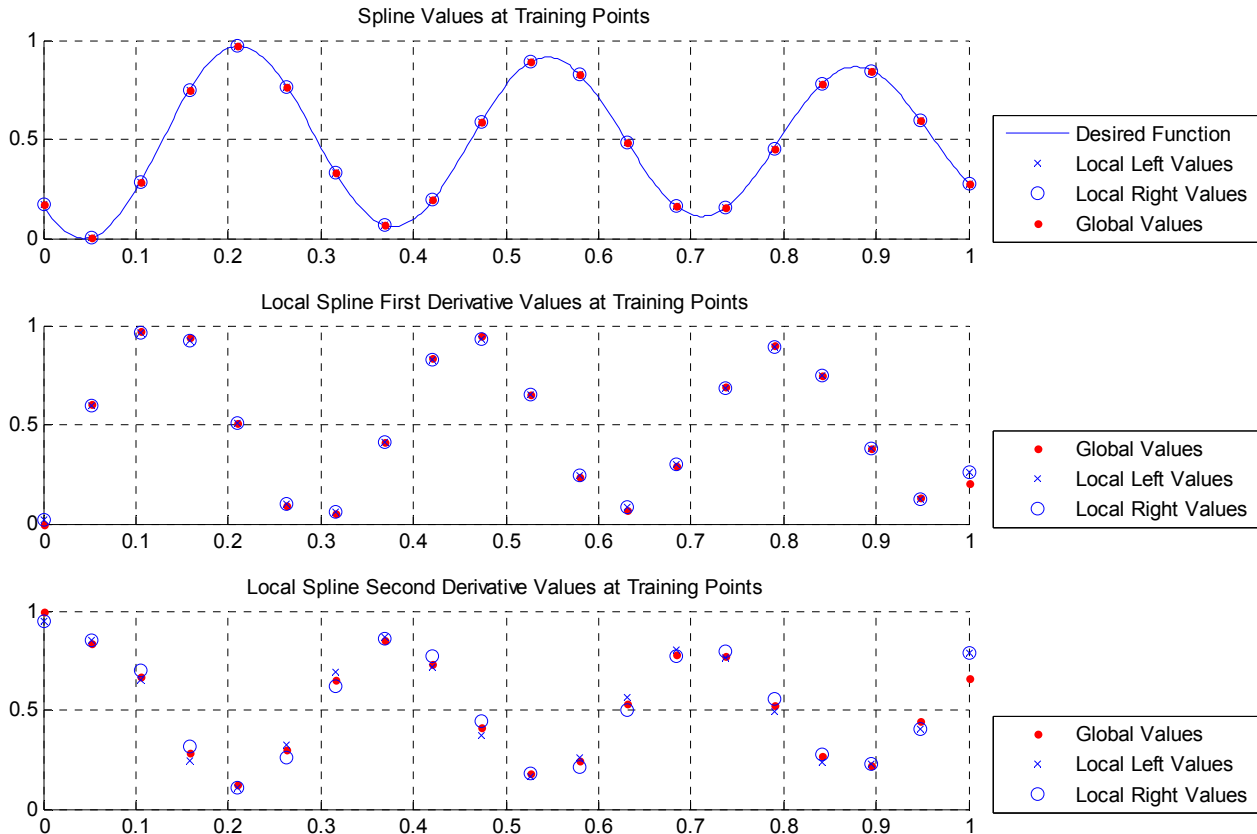 Spline Values at Training Points
1
0.5
0
0 0.1 0.2 0.3 0.4 0.5 0.6 0.7 0.8 0.9 1
Desired Function
Local Left Values
Local Right Values
Global Values
Local Spline First Derivative Values at Training Points
1
0.5
0
0 0.1 0.2 0.3 0.4 0.5 0.6 0.7 0.8 0.9 1
Global Values
Local Left Values
Local Right Values
Local Spline Second Derivative Values at Training Points
1
0.5
0
0 0.1 0.2 0.3 0.4 0.5 0.6 0.7 0.8 0.9 1
Global Values
Local Left Values
Local Right Values